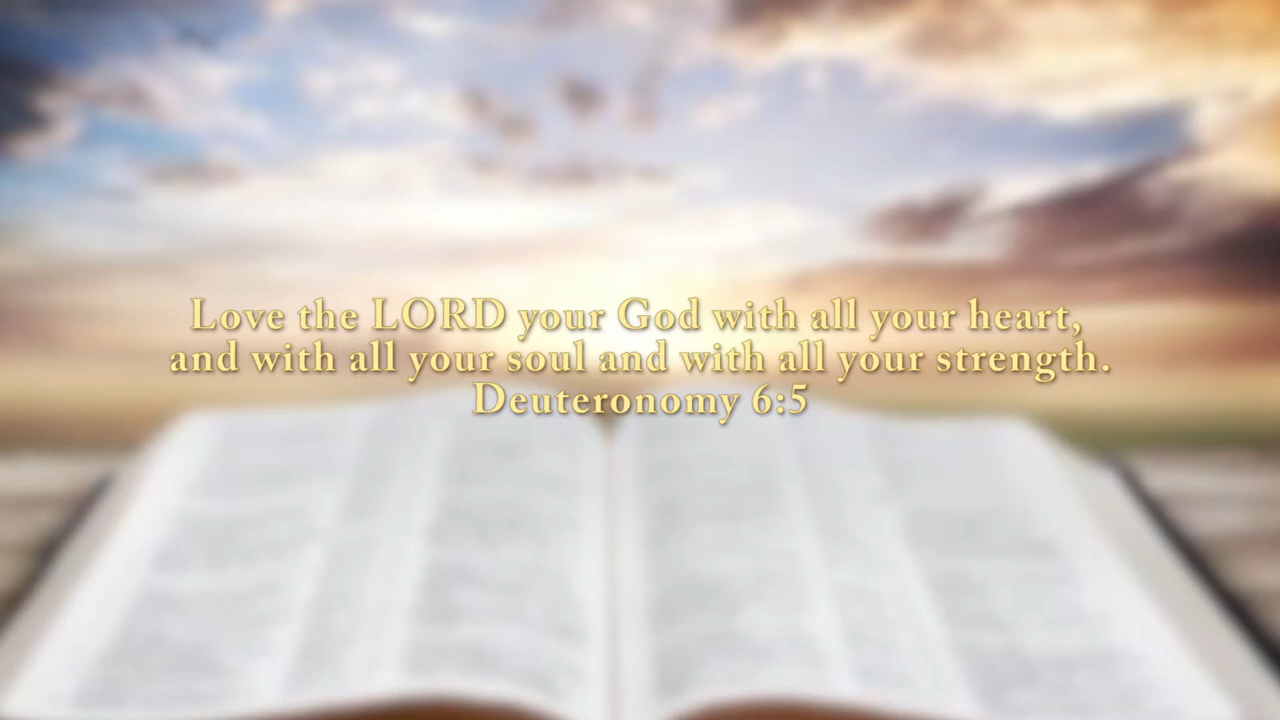 Love the LORD your God with all your heart,
and with all your soul and with all your strength.
Deuteronomy 6:5